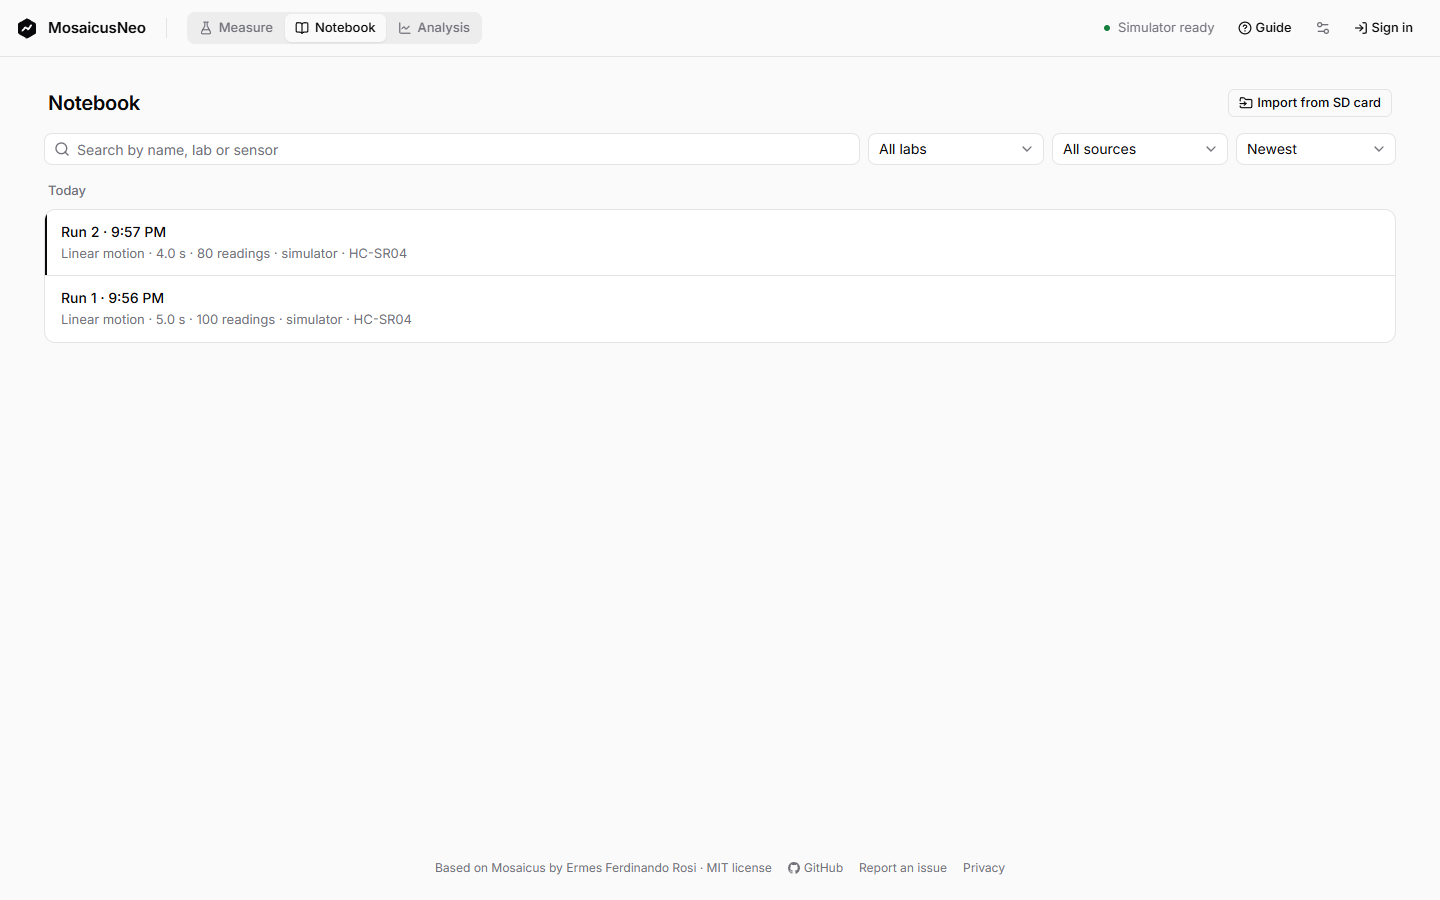 MosaicusNeo
Measure
Notebook
Analysis
Simulator ready
Guide
Sign in
Notebook
Import from SD card
Search by name, lab or sensor
All labs
All sources
Newest
Today
Run 2 · 9:57 PM
Linear motion · 4.0 s · 80 readings · simulator · HC-SR04
Run 1 · 9:56 PM
Linear motion · 5.0 s · 100 readings · simulator · HC-SR04
Based on Mosaicus by Ermes Ferdinando Rosi · MIT license
GitHub
Report an issue
Privacy